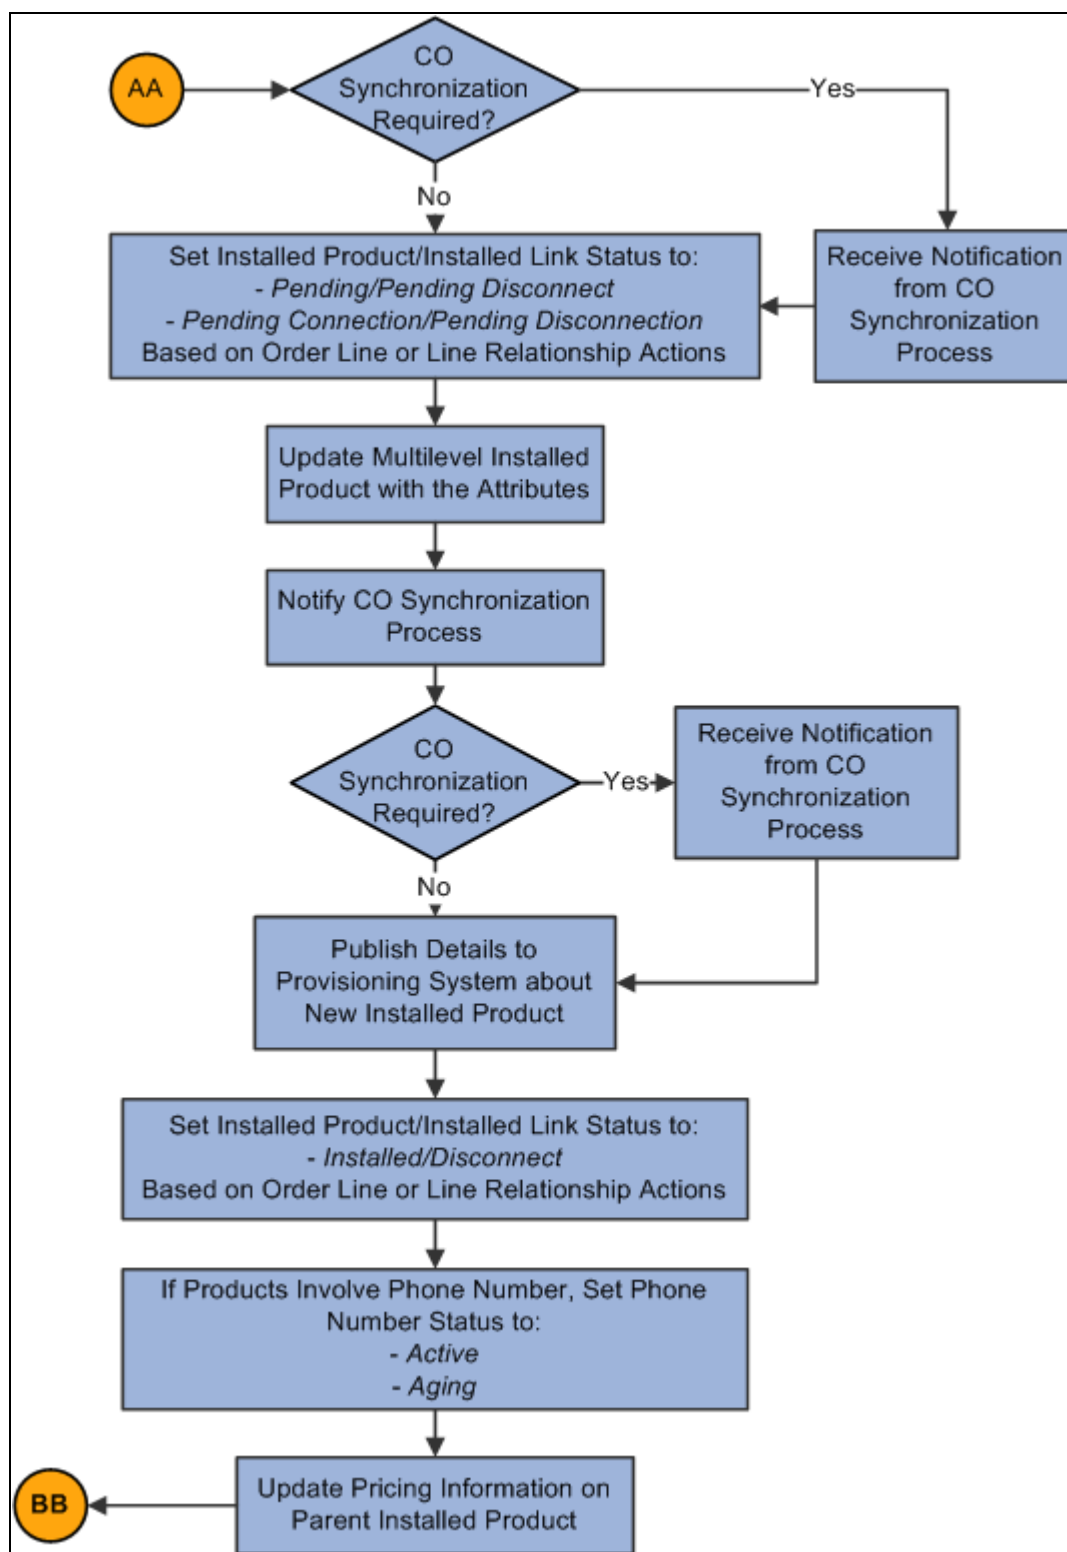 AA
CO
Synchronization
Required?
Yes
No
Set Installed Product/Installed Link Status to:
- Pending/Pending Disconnect
- Pending Connection/Pending Disconnection
Based on Order Line or Line Relationship Actions
Receive Notification
from CO
Synchronization
Process
Update Multilevel Installed
Product with the Attributes
Notify CO Synchronization
Process
CO
Synchronization
Required?
Yes
Receive Notification
from CO
Synchronization
Process
No
Publish Details to
Provisioning System about
New Installed Product
Set Installed Product/Installed Link Status to:
- Installed/Disconnect
Based on Order Line or Line Relationship Actions
If Products Involve Phone Number, Set Phone
Number Status to:
- Active
- Aging
Update Pricing Information on
Parent Installed Product
BB